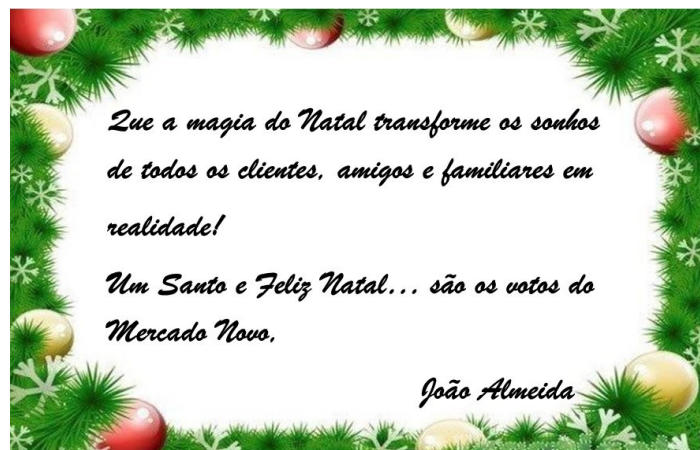 Que a magia do Natal transforme os sonhos
de todos os clientes, amigos e familiares em
realidade!
Um Santo e Feliz Natal... são os votos do
Mercado Novo,
João Almeida